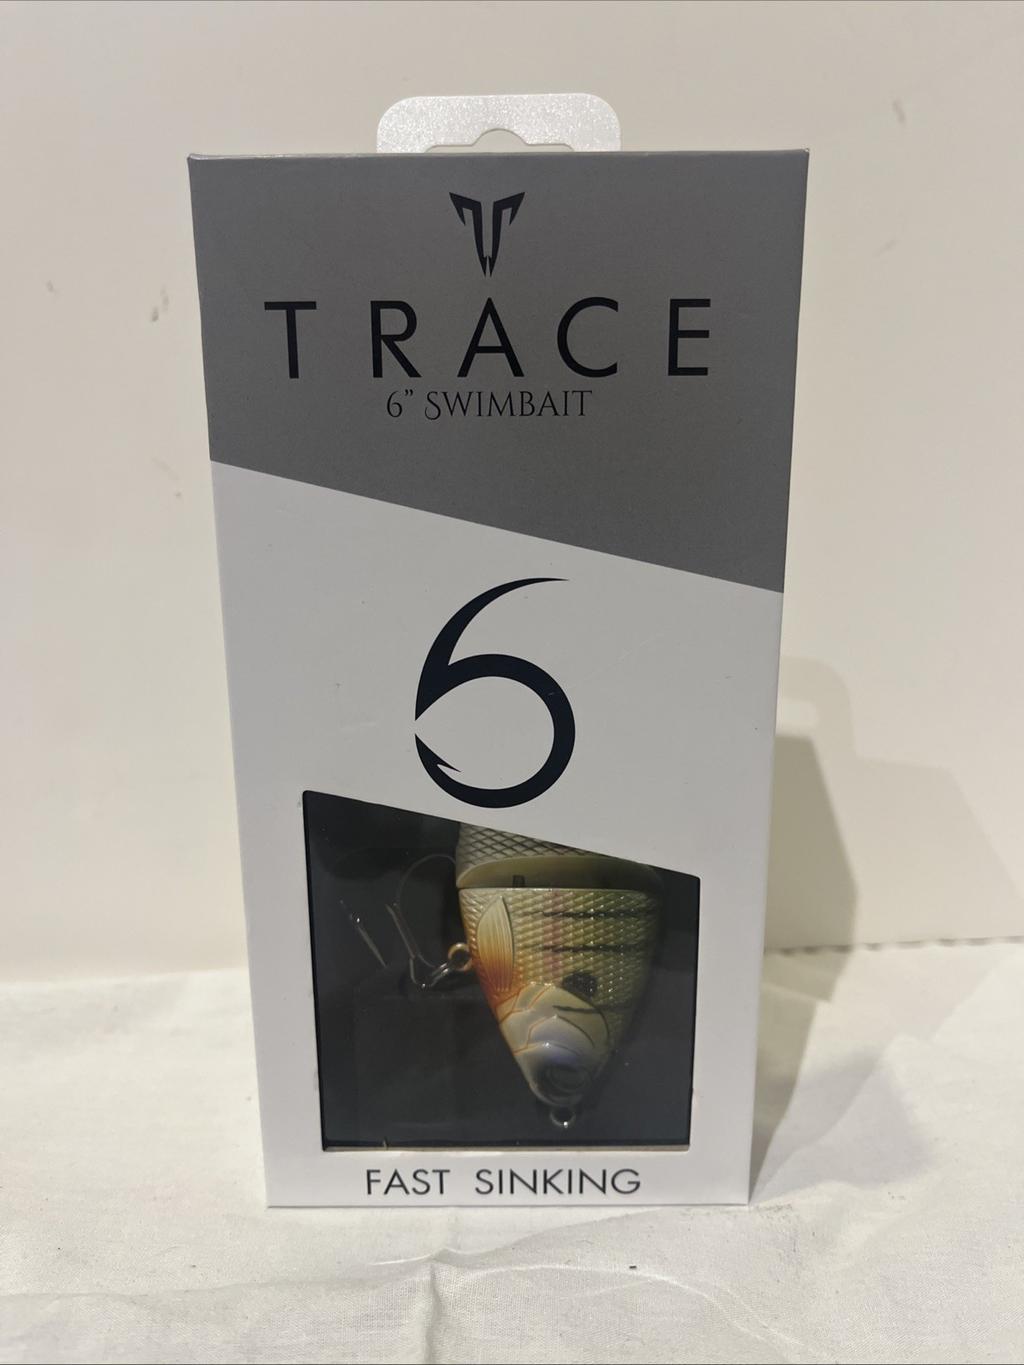 TRACE
6" SWIMBAIT
6
FAST SINKING